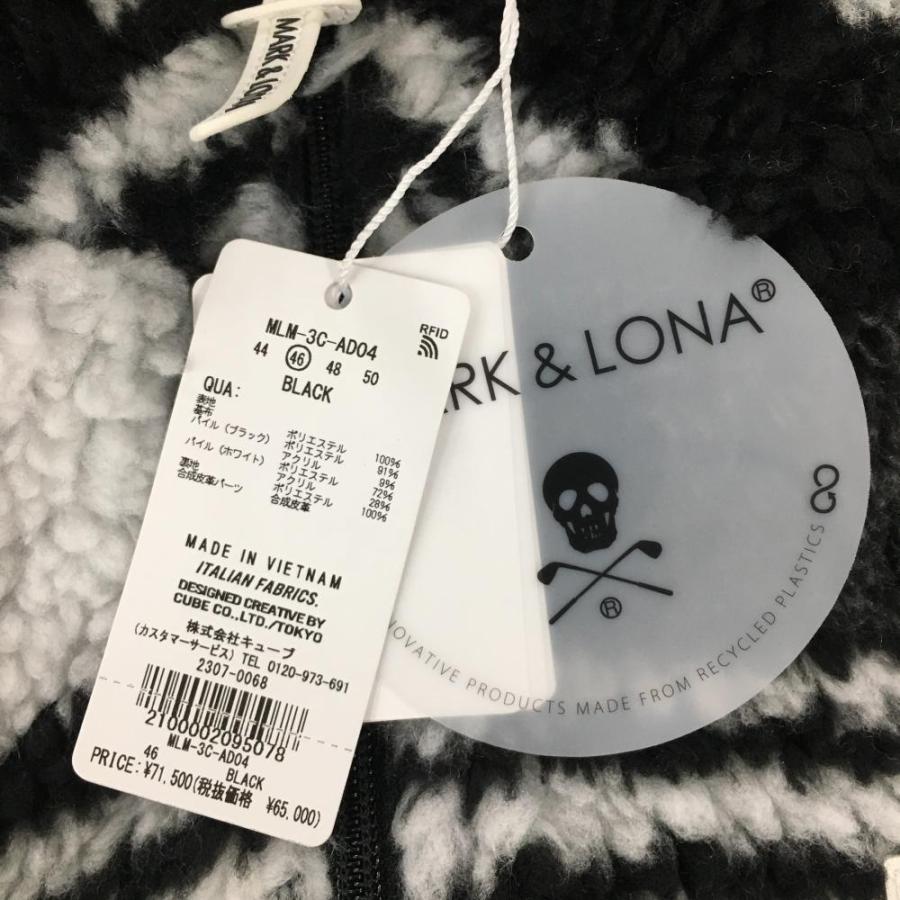 MARK & LONA
MLM-3C-AD04
RFID
44 46 48 50
QUA: BLACK
表地
基布 ポリエステル 100%
パイル(ブラック) ポリエステル 91%
アクリル 9%
パイル(ホワイト) ポリエステル 72%
アクリル 28%
裏地 ポリエステル 100%
合成皮革パーツ 合成皮革
MADE IN VIETNAM
ITALIAN FABRICS.
DESIGNED CREATIVE BY
CUBE CO.,LTD./TOKYO
株式会社キューブ
(カスタマーサービス) TEL 0120-973-691
2307-0068
2100002095078
MLM-3C-AD04
46 BLACK
PRICE:¥71,500(税抜価格 ¥65,000)
ARK & LONA®
®
OVATIVE PRODUCTS MADE FROM RECYCLED PLASTICS